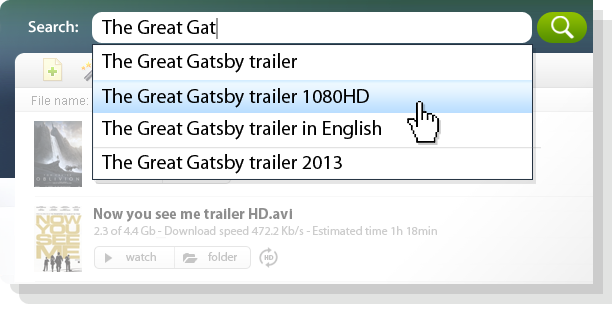 Search: The Great Gat
The Great Gatsby trailer
The Great Gatsby trailer 1080HD
The Great Gatsby trailer in English
The Great Gatsby trailer 2013
File name:
OBLIVION
Now you see me trailer HD.avi
2.3 of 4.4 Gb - Download speed 472.2 Kb/s - Estimated time 1h 18min
watch folder HD
NOW
YOU
SEE
ME